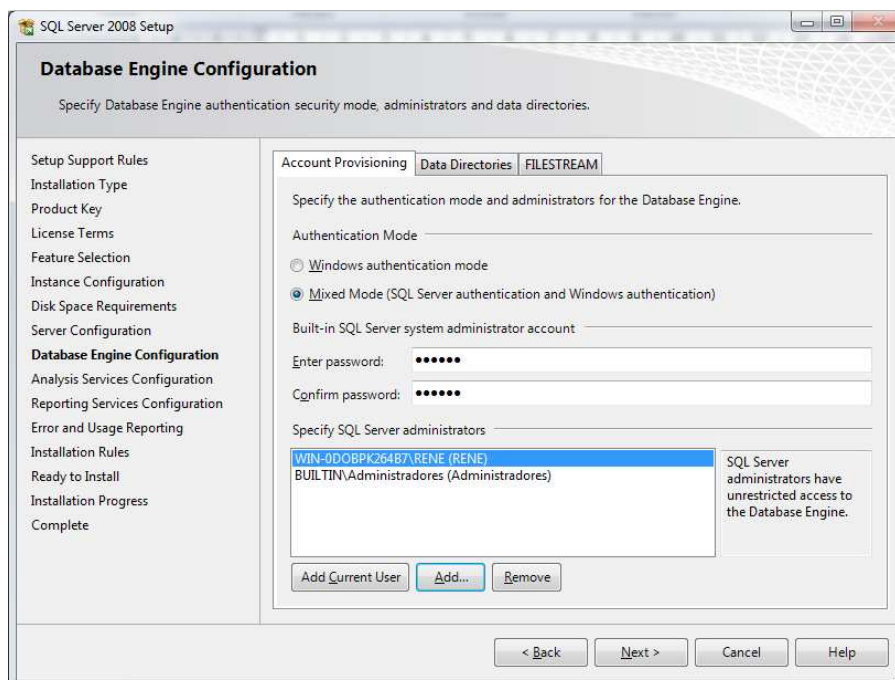 SQL Server 2008 Setup
Database Engine Configuration
Specify Database Engine authentication security mode, administrators and data directories.
Setup Support Rules
Installation Type
Product Key
License Terms
Feature Selection
Instance Configuration
Disk Space Requirements
Server Configuration
Database Engine Configuration
Analysis Services Configuration
Reporting Services Configuration
Error and Usage Reporting
Installation Rules
Ready to Install
Installation Progress
Complete
Account Provisioning Data Directories FILESTREAM
Specify the authentication mode and administrators for the Database Engine.
Authentication Mode
Windows authentication mode
Mixed Mode (SQL Server authentication and Windows authentication)
Built-in SQL Server system administrator account
Enter password: ••••••
Confirm password: ••••••
Specify SQL Server administrators
WIN-0DOBPK264B7\RENE (RENE)
BUILTIN\Administradores (Administradores)
SQL Server
administrators have
unrestricted access to
the Database Engine.
Add Current User Add... Remove
< Back Next > Cancel Help